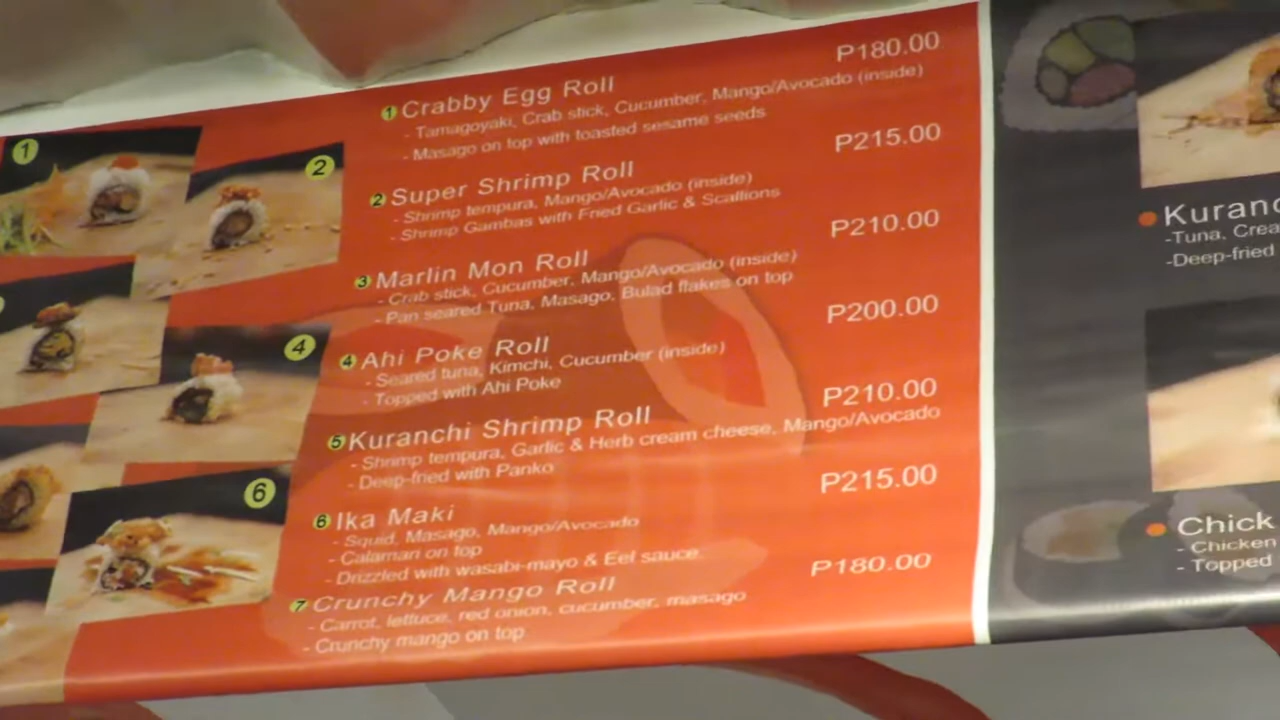 1
2
4
6
1 Crabby Egg Roll P180.00
- Tamagoyaki, Crab stick, Cucumber, Mango/Avocado (inside)
- Masago on top with toasted sesame seeds
2 Super Shrimp Roll P215.00
- Shrimp tempura, Mango/Avocado (inside)
- Shrimp Gambas with Fried Garlic & Scallions
3 Marlin Mon Roll P210.00
- Crab stick, Cucumber, Mango/Avocado (inside)
- Pan seared Tuna, Masago, Bulad flakes on top
4 Ahi Poke Roll P200.00
- Seared tuna, Kimchi, Cucumber (inside)
- Topped with Ahi Poke
5 Kuranchi Shrimp Roll P210.00
- Shrimp tempura, Garlic & Herb cream cheese, Mango/Avocado
- Deep-fried with Panko
6 Ika Maki P215.00
- Squid, Masago, Mango/Avocado
- Calamari on top
- Drizzled with wasabi-mayo & Eel sauce.
7 Crunchy Mango Roll P180.00
- Carrot, lettuce, red onion, cucumber, masago
- Crunchy mango on top
Kuranc
-Tuna, Crea
-Deep-fried
Chick
- Chicken
- Topped